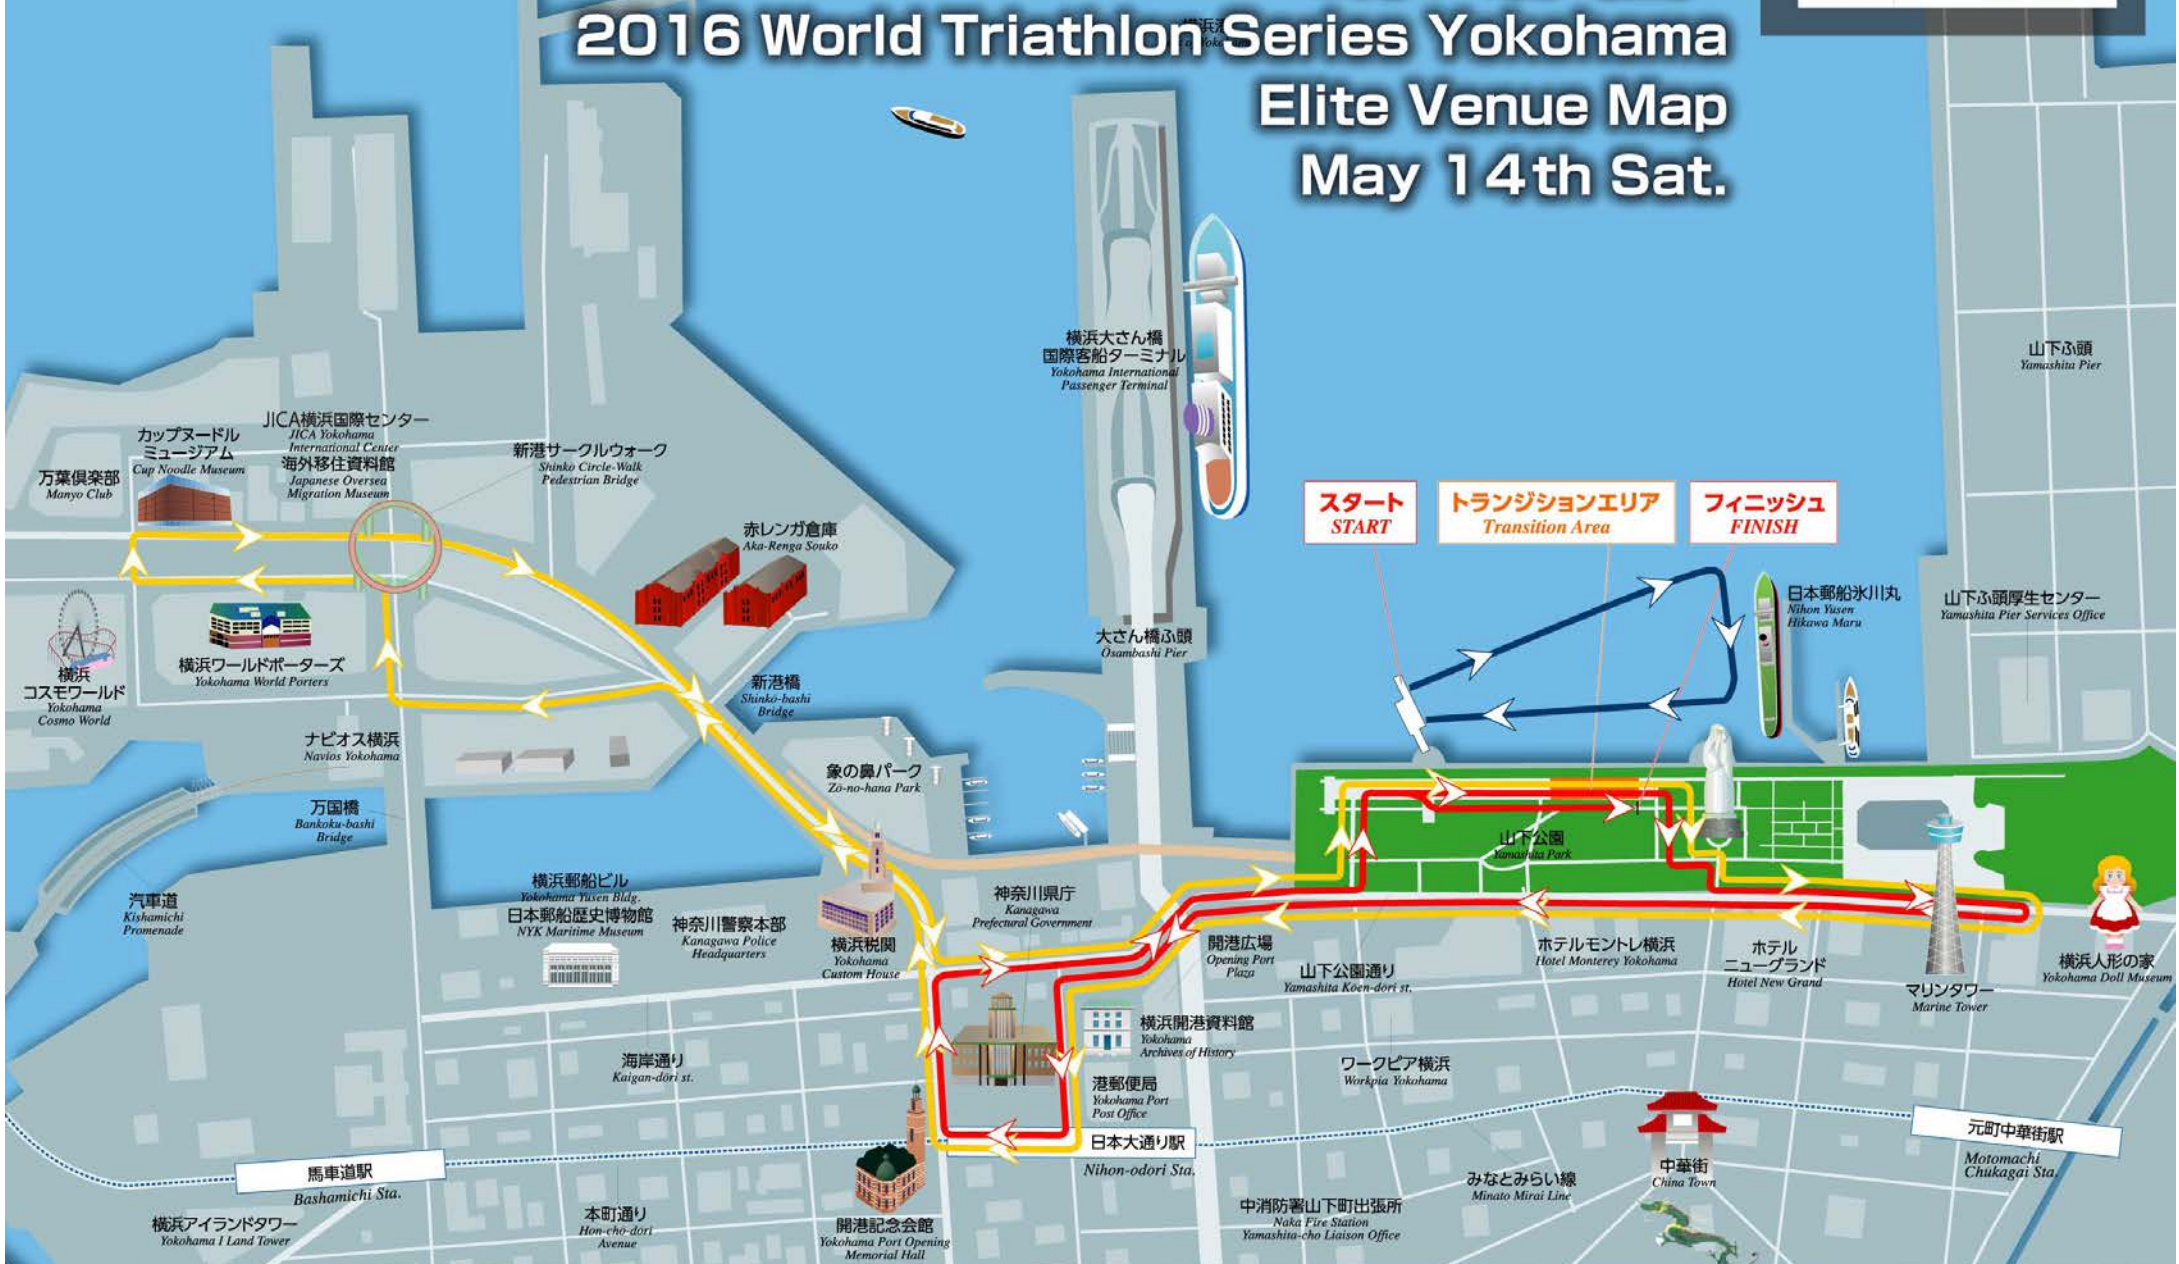 2016 World Triathlon Series Yokohama
Elite Venue Map
May 14th Sat.
横浜大さん橋
国際客船ターミナル
Yokohama International
Passenger Terminal
山下ふ頭
Yamashita Pier
JICA横浜国際センター
JICA Yokohama
International Center
海外移住資料館
Japanese Oversea
Migration Museum
カップヌードル
ミュージアム
Cup Noodle Museum
万葉倶楽部
Manyo Club
新港サークルウォーク
Shinko Circle-Walk
Pedestrian Bridge
赤レンガ倉庫
Aka-Renga Souko
スタート
START
トランジションエリア
Transition Area
フィニッシュ
FINISH
日本郵船氷川丸
Nihon Yusen
Hikawa Maru
山下ふ頭厚生センター
Yamashita Pier Services Office
大さん橋ふ頭
Ōsambashi Pier
横浜
コスモワールド
Yokohama
Cosmo World
横浜ワールドポーターズ
Yokohama World Porters
新港橋
Shinkō-bashi
Bridge
ナビオス横浜
Navios Yokohama
象の鼻パーク
Zō-no-hana Park
万国橋
Bankoku-bashi
Bridge
山下公園
Yamashita Park
汽車道
Kishamichi
Promenade
横浜郵船ビル
Yokohama Yusen Bldg.
日本郵船歴史博物館
NYK Maritime Museum
神奈川警察本部
Kanagawa Police
Headquarters
横浜税関
Yokohama
Custom House
神奈川県庁
Kanagawa
Prefectural Government
開港広場
Opening Port
Plaza
山下公園通り
Yamashita Kōen-dōri st.
ホテルモントレ横浜
Hotel Monterey Yokohama
ホテル
ニューグランド
Hotel New Grand
マリンタワー
Marine Tower
横浜人形の家
Yokohama Doll Museum
横浜開港資料館
Yokohama
Archives of History
海岸通り
Kaigan-dōri st.
港郵便局
Yokohama Port
Post Office
ワークピア横浜
Workpia Yokohama
日本大通り駅
Nihon-odori Sta.
元町中華街駅
Motomachi
Chukagai Sta.
馬車道駅
Bashamichi Sta.
中華街
China Town
みなとみらい線
Minato Mirai Line
横浜アイランドタワー
Yokohama I Land Tower
本町通り
Hon-chō-dori
Avenue
開港記念会館
Yokohama Port Opening
Memorial Hall
中消防署山下町出張所
Naka Fire Station
Yamashita-cho Liaison Office